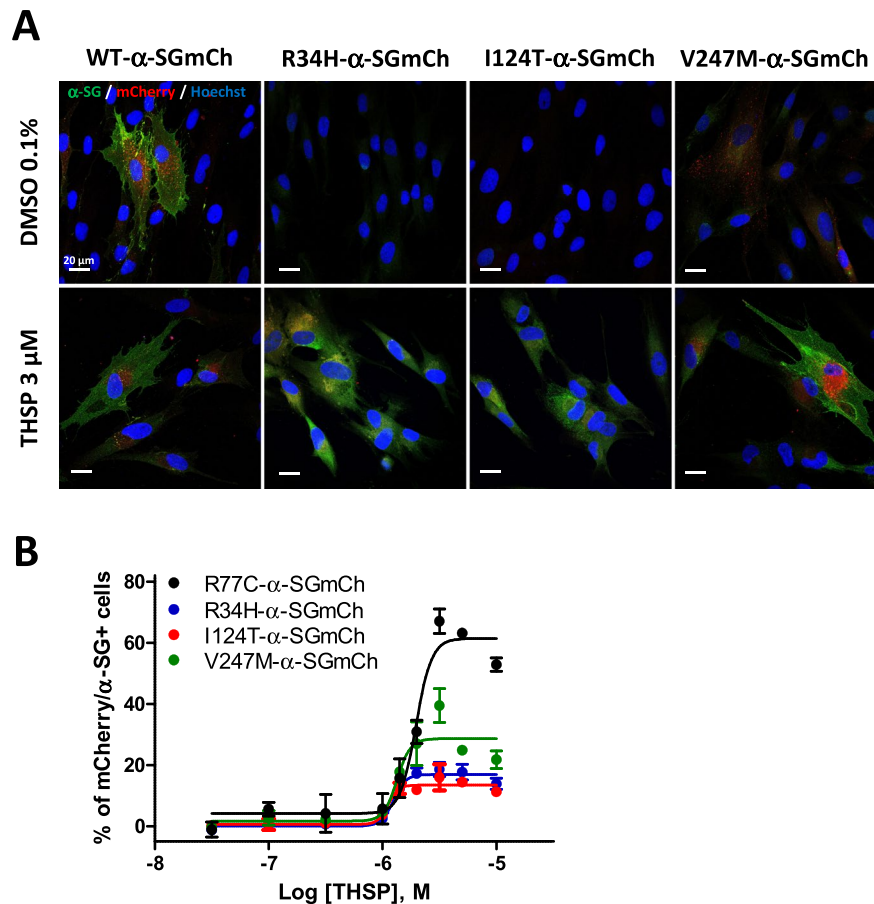 A
WT-α-SGmCh R34H-α-SGmCh I124T-α-SGmCh V247M-α-SGmCh
DMSO 0.1%
α-SG / mCherry / Hoechst
20 µm
THSP 3 µM
B
% of mCherry/α-SG+ cells
80
60
40
20
0
R77C-α-SGmCh
R34H-α-SGmCh
I124T-α-SGmCh
V247M-α-SGmCh
-8 -7 -6 -5
Log [THSP], M